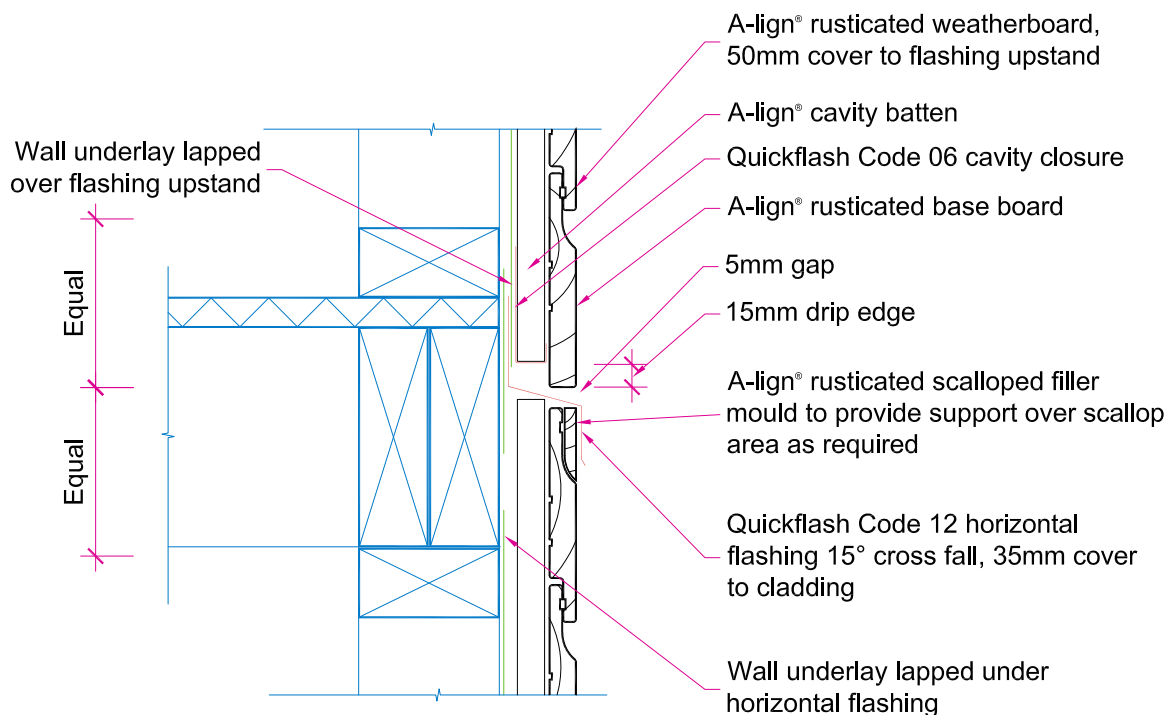 Wall underlay lapped
over flashing upstand
Equal
Equal
A-lign® rusticated weatherboard,
50mm cover to flashing upstand
A-lign® cavity batten
Quickflash Code 06 cavity closure
A-lign® rusticated base board
5mm gap
15mm drip edge
A-lign® rusticated scalloped filler
mould to provide support over scallop
area as required
Quickflash Code 12 horizontal
flashing 15° cross fall, 35mm cover
to cladding
Wall underlay lapped under
horizontal flashing